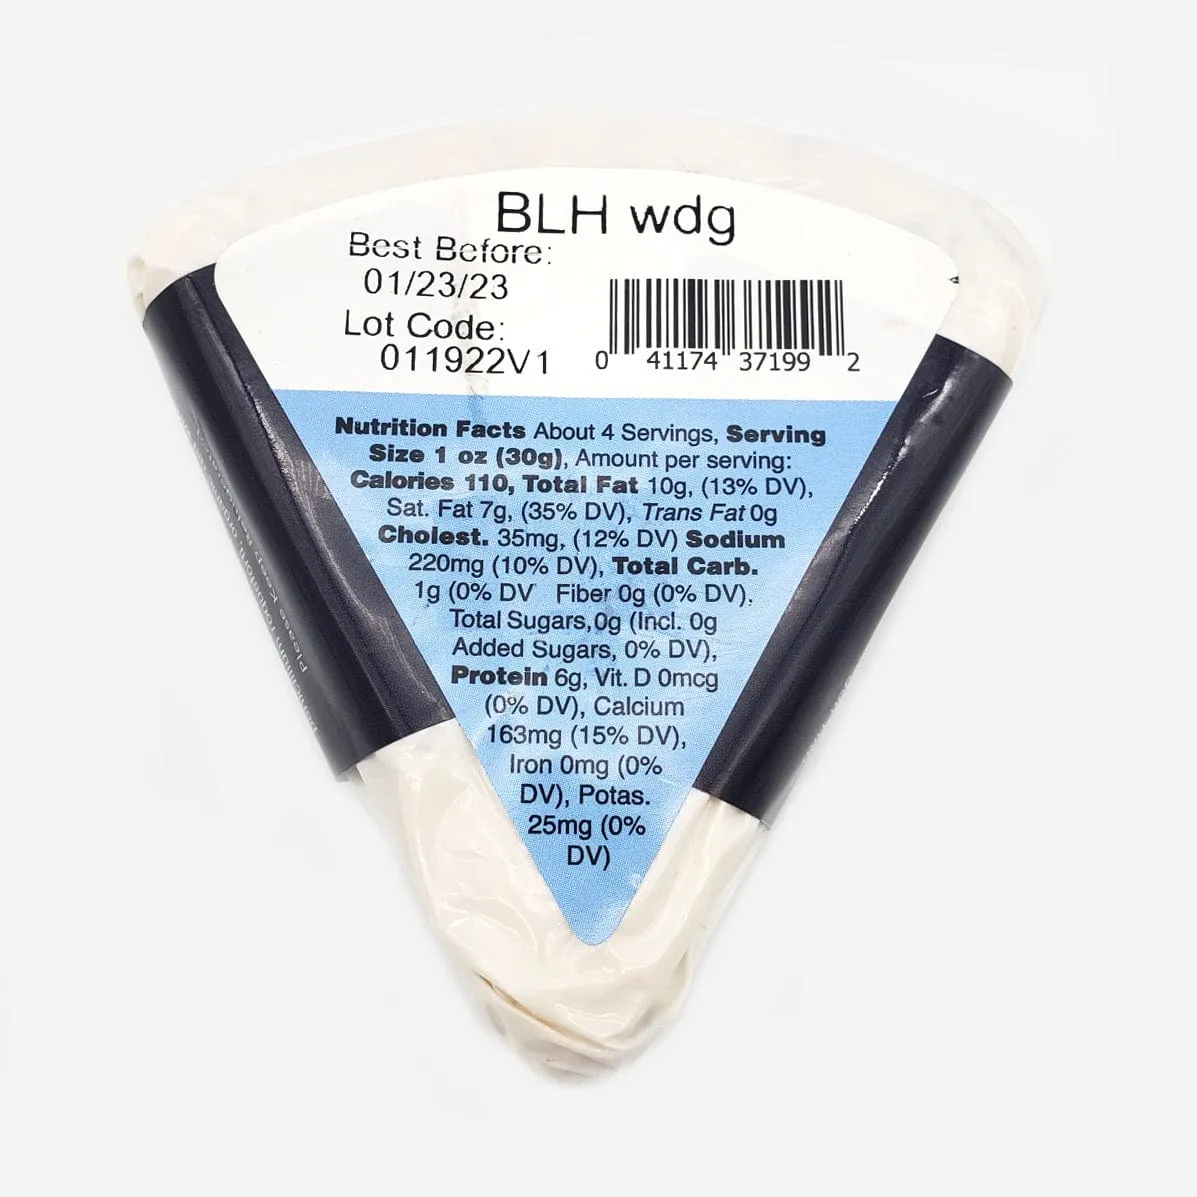 BLH wdg
Best Before:
01/23/23
Lot Code:
011922V1
0 41174 37199 2
Nutrition Facts About 4 Servings, Serving
Size 1 oz (30g), Amount per serving:
Calories 110, Total Fat 10g, (13% DV),
Sat. Fat 7g, (35% DV), Trans Fat 0g
Cholest. 35mg, (12% DV) Sodium
220mg (10% DV), Total Carb.
1g (0% DV Fiber 0g (0% DV).
Total Sugars,0g (Incl. 0g
Added Sugars, 0% DV),
Protein 6g, Vit. D 0mcg
(0% DV), Calcium
163mg (15% DV),
Iron 0mg (0%
DV), Potas.
25mg (0%
DV)